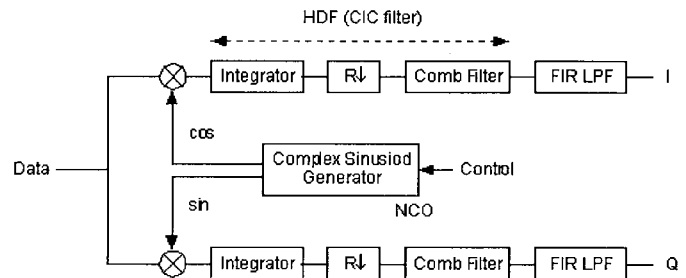 HDF (CIC filter)
Integrator R↓ Comb Filter FIR LPF I
cos
Data
Complex Sinusiod
Generator
Control
sin
NCO
Integrator R↓ Comb Filter FIR LPF Q